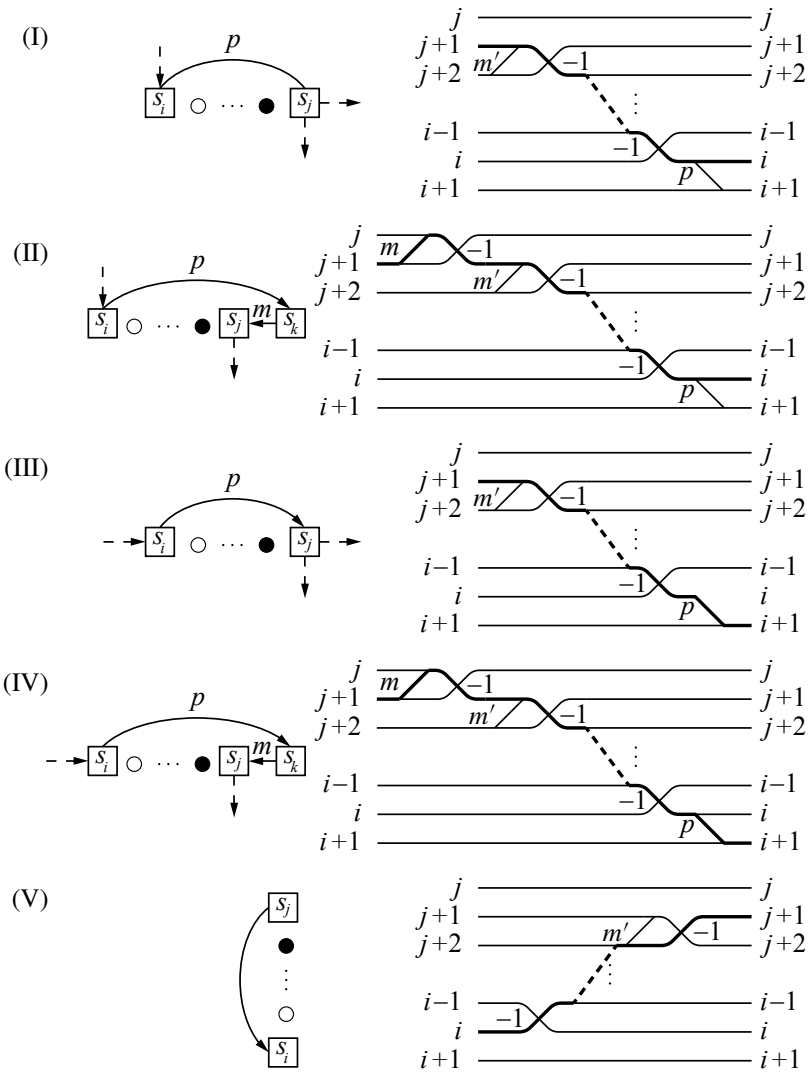 (I) p j j
j+1 j+1
m′ −1
j+2 j+2
s_i ··· s_j ⋮
i−1 i−1
−1
i i
p
i+1 i+1
(II) j j
m −1
p j+1 j+1
m′ −1
j+2 j+2
s_i ··· s_j m s_k ⋮
i−1 i−1
−1
i i
p
i+1 i+1
(III) j j
p j+1 j+1
m′ −1
j+2 j+2
s_i ··· s_j ⋮
i−1 i−1
−1
i i
p
i+1 i+1
(IV) j j
m −1
p j+1 j+1
m′ −1
j+2 j+2
s_i ··· s_j m s_k ⋮
i−1 i−1
−1
i i
p
i+1 i+1
(V) j j
s_j j+1 j+1
m′ −1
j+2 j+2
⋮ ⋮
i−1 i−1
−1
i i
s_i i+1 i+1